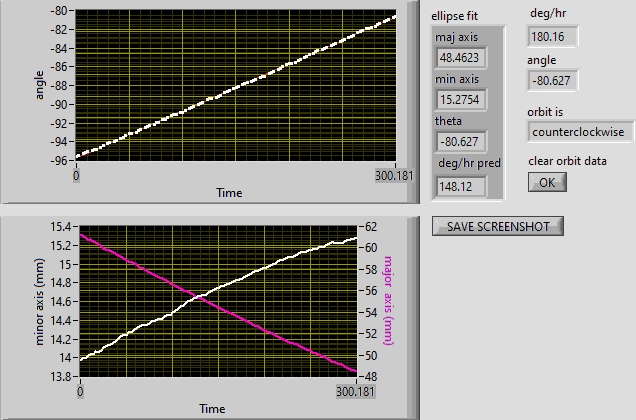 -80
-82
-84
-86
-88
-90
-92
-94
-96
angle
0
300.181
Time
ellipse fit
maj axis
48.4623
min axis
15.2754
theta
-80.627
deg/hr pred
148.12
deg/hr
180.16
angle
-80.627
orbit is
counterclockwise
clear orbit data
OK
SAVE SCREENSHOT
15.4
15.2
15
14.8
14.6
14.4
14.2
14
13.8
minor axis (mm)
62
60
58
56
54
52
50
48
major axis (mm)
0
300.181
Time